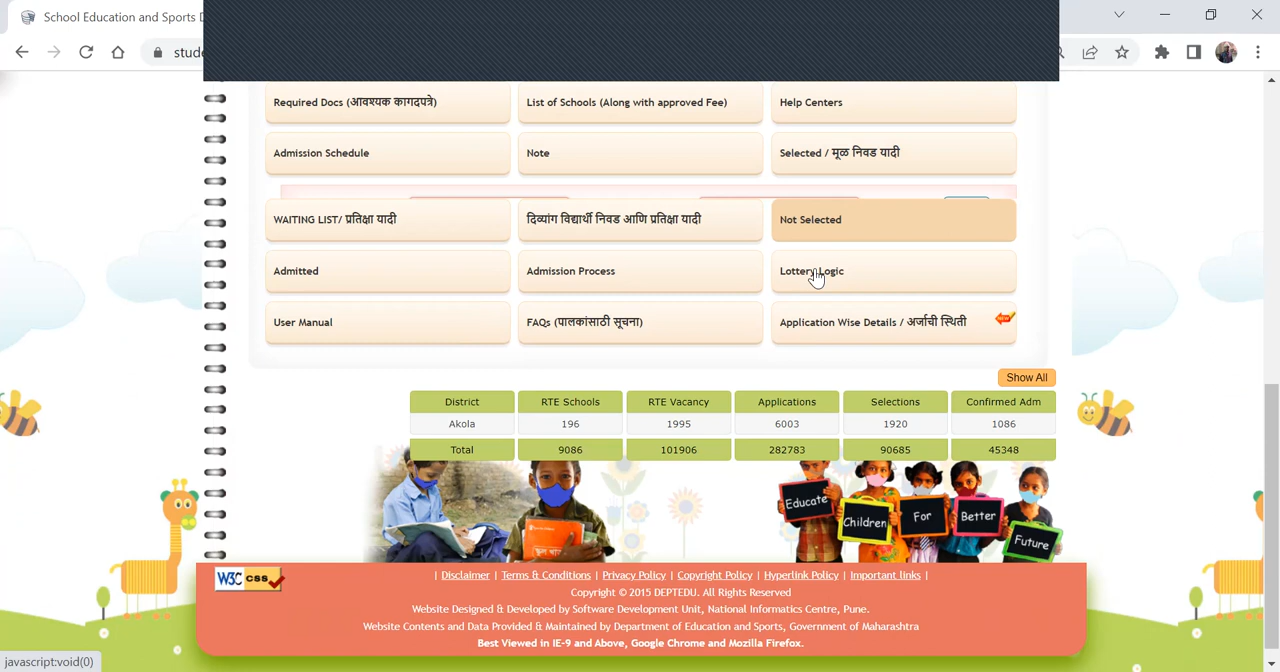 School Education and Sports D
stude
Required Docs (आवश्यक कागदपत्रे)
List of Schools (Along with approved Fee)
Help Centers
Admission Schedule
Note
Selected / मूळ निवड यादी
WAITING LIST/ प्रतिक्षा यादी
दिव्यांग विद्यार्थी निवड आणि प्रतिक्षा यादी
Not Selected
Admitted
Admission Process
Lottery Logic
User Manual
FAQs (पालकांसाठी सूचना)
Application Wise Details / अर्जाची स्थिती
NEW
Show All
District RTE Schools RTE Vacancy Applications Selections Confirmed Adm
Akola 196 1995 6003 1920 1086
Total 9086 101906 282783 90685 45348
Educate
Children
For
Better
Future
W3C css
| Disclaimer | Terms & Conditions | Privacy Policy | Copyright Policy | Hyperlink Policy | Important links |
Copyright © 2015 DEPTEDU. All Rights Reserved
Website Designed & Developed by Software Development Unit, National Informatics Centre, Pune.
Website Contents and Data Provided & Maintained by Department of Education and Sports, Government of Maharashtra
Best Viewed in IE-9 and Above, Google Chrome and Mozilla Firefox.
javascript:void(0)